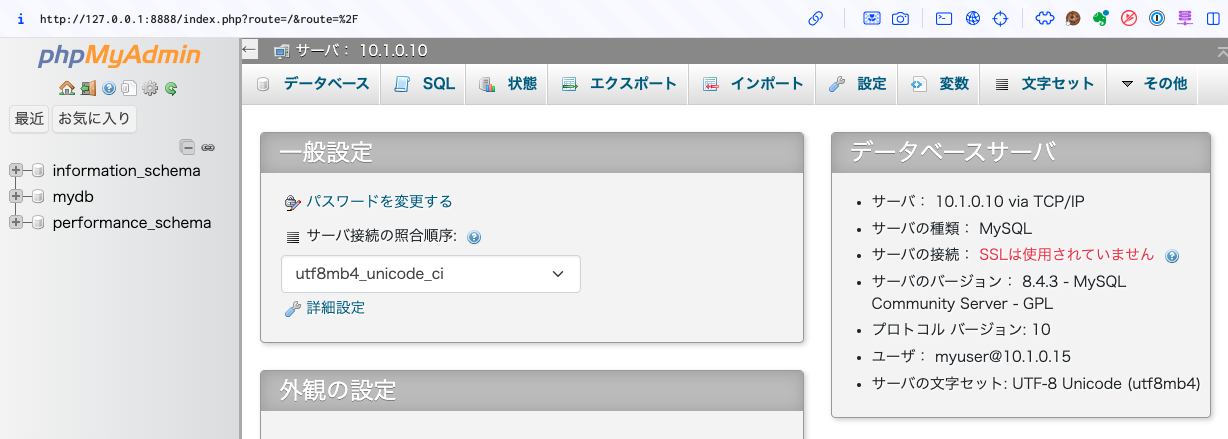 http://127.0.0.1:8888/index.php?route=/&route=%2F
phpMyAdmin
最近 お気に入り
information_schema
mydb
performance_schema
サーバ: 10.1.0.10
データベース SQL 状態 エクスポート インポート 設定 変数 文字セット その他
一般設定
パスワードを変更する
サーバ接続の照合順序:
utf8mb4_unicode_ci
詳細設定
外観の設定
データベースサーバ
サーバ: 10.1.0.10 via TCP/IP
サーバの種類: MySQL
サーバの接続: SSLは使用されていません
サーバのバージョン: 8.4.3 - MySQL
Community Server - GPL
プロトコル バージョン: 10
ユーザ: myuser@10.1.0.15
サーバの文字セット: UTF-8 Unicode (utf8mb4)